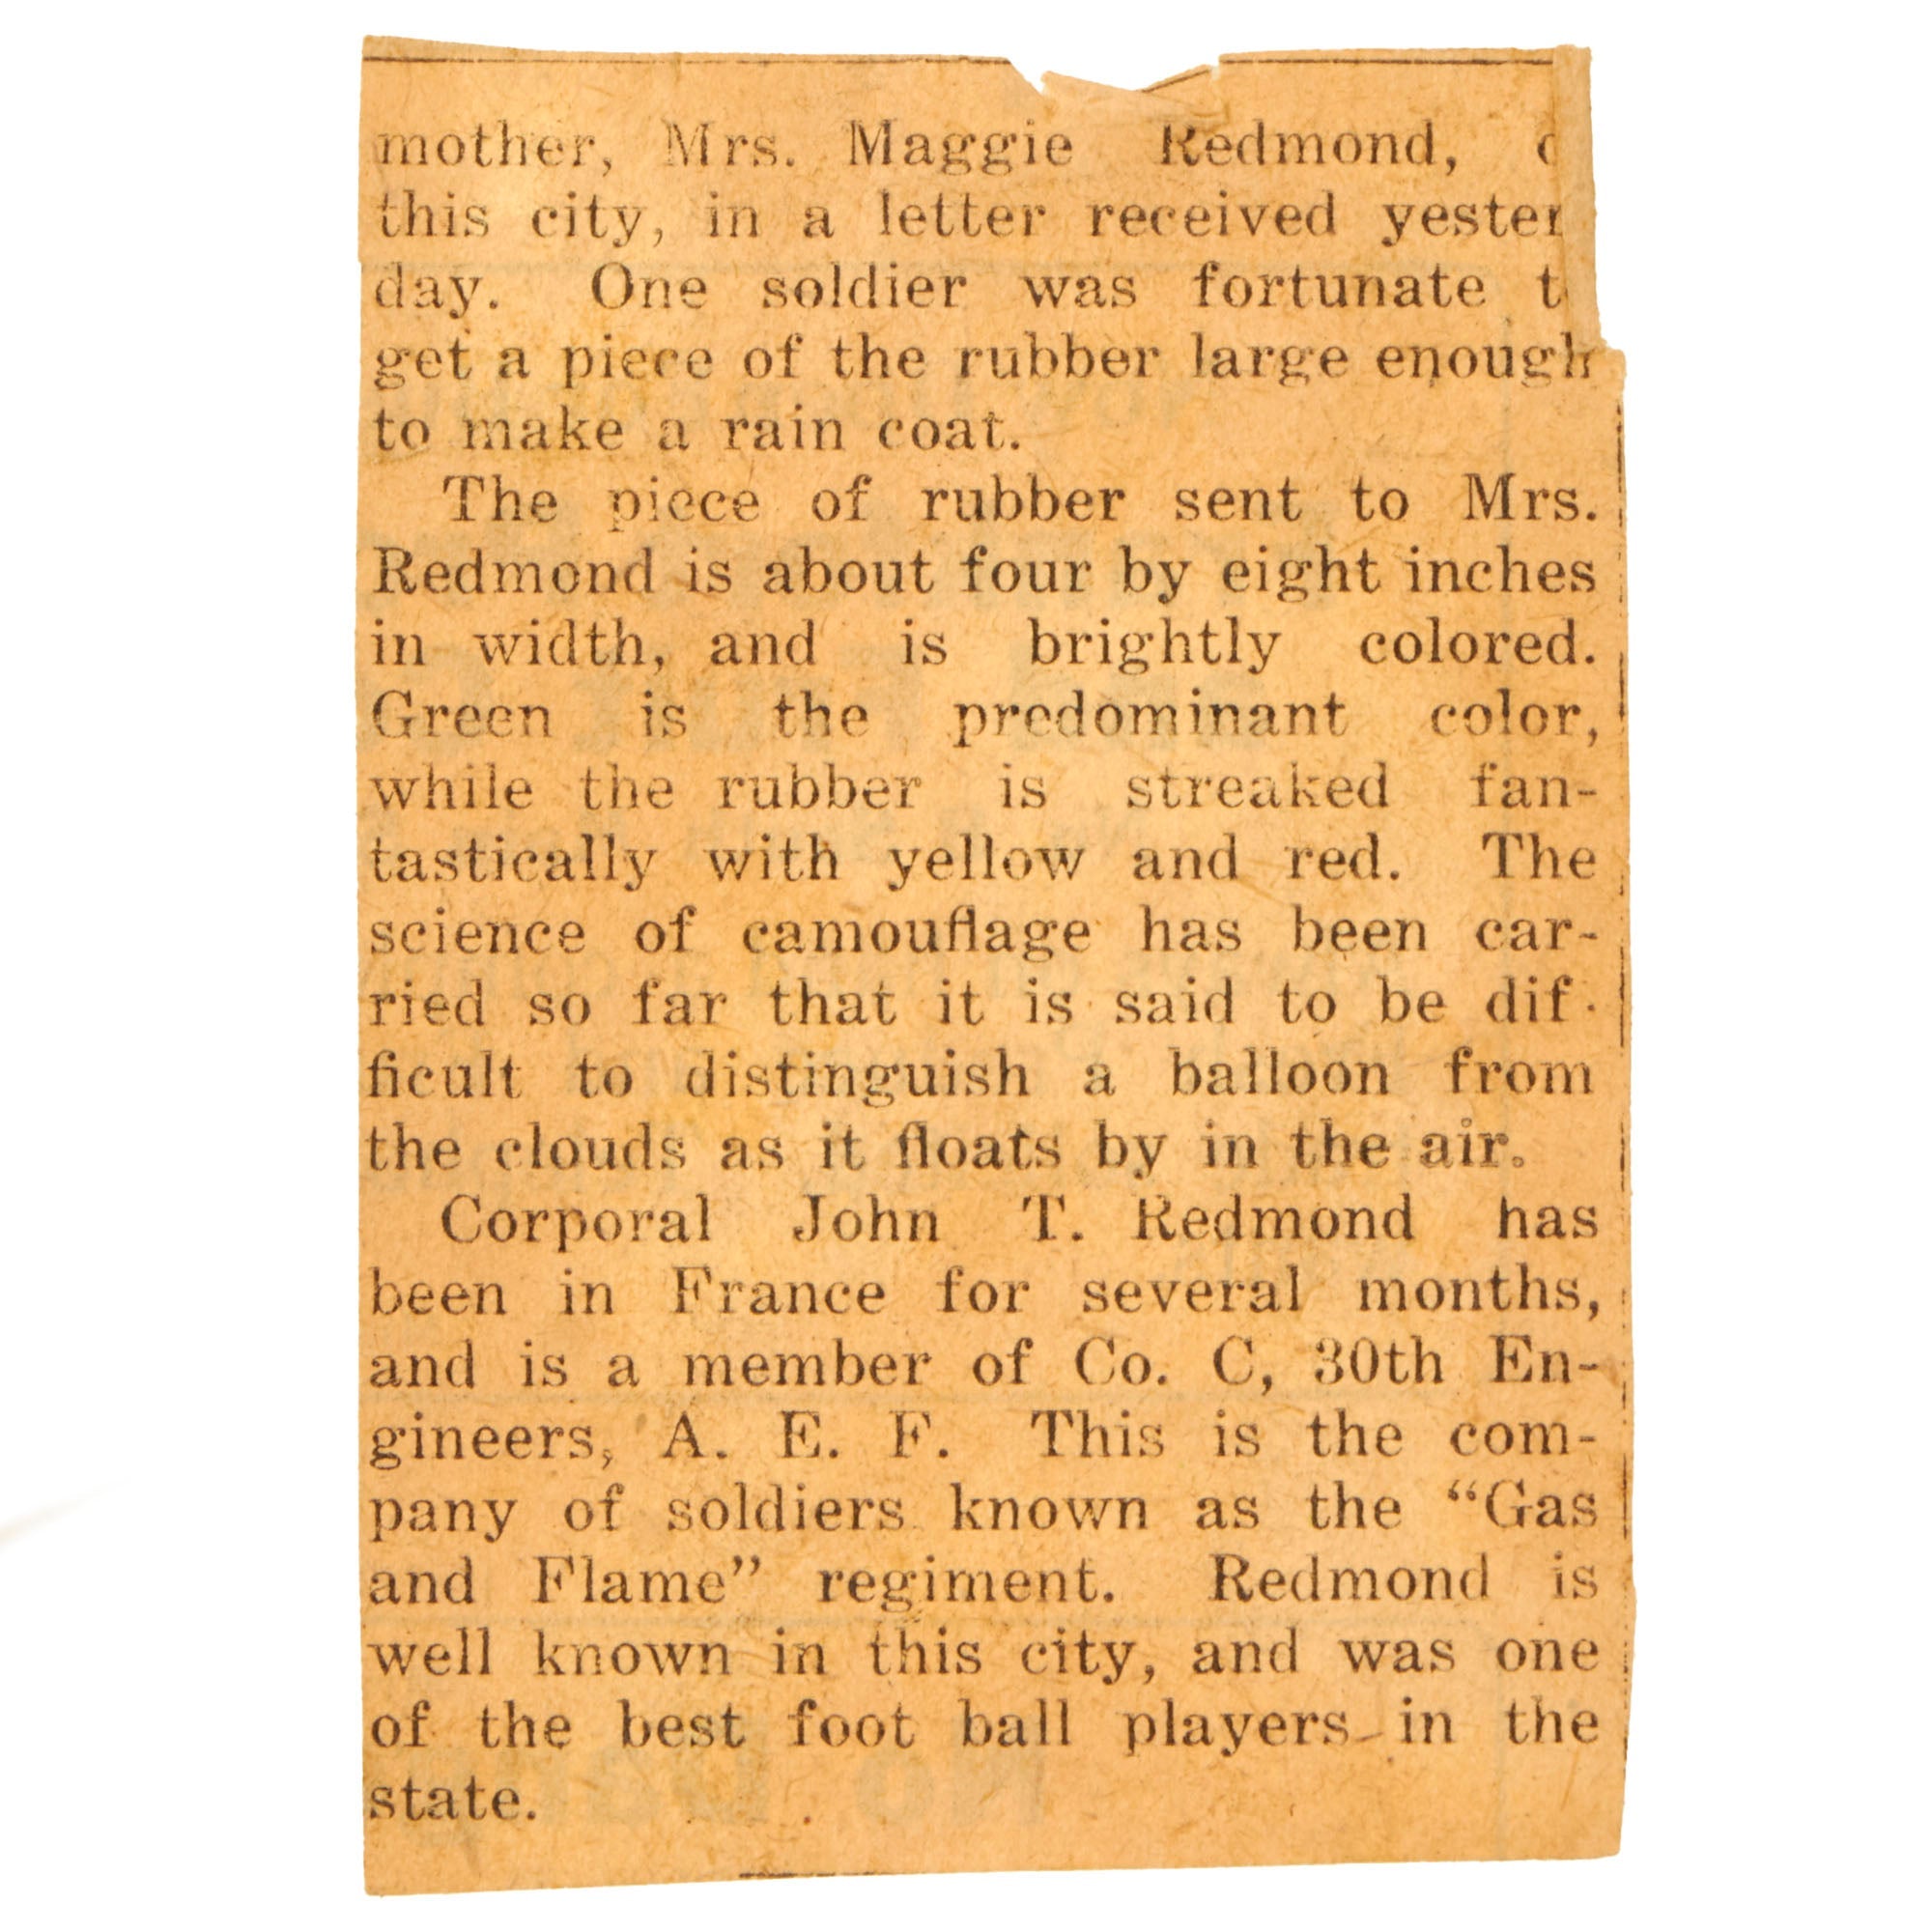 mother, Mrs. Maggie Redmond,
this city, in a letter received yester
day. One soldier was fortunate t
get a piece of the rubber large enough
to make a rain coat.
The piece of rubber sent to Mrs.
Redmond is about four by eight inches
in width, and is brightly colored.
Green is the predominant color,
while the rubber is streaked fan-
tastically with yellow and red. The
science of camouflage has been car-
ried so far that it is said to be dif-
ficult to distinguish a balloon from
the clouds as it floats by in the air.
Corporal John T. Redmond has
been in France for several months,
and is a member of Co. C, 30th En-
gineers, A. E. F. This is the com-
pany of soldiers known as the “Gas
and Flame” regiment. Redmond is
well known in this city, and was one
of the best foot ball players in the
state.